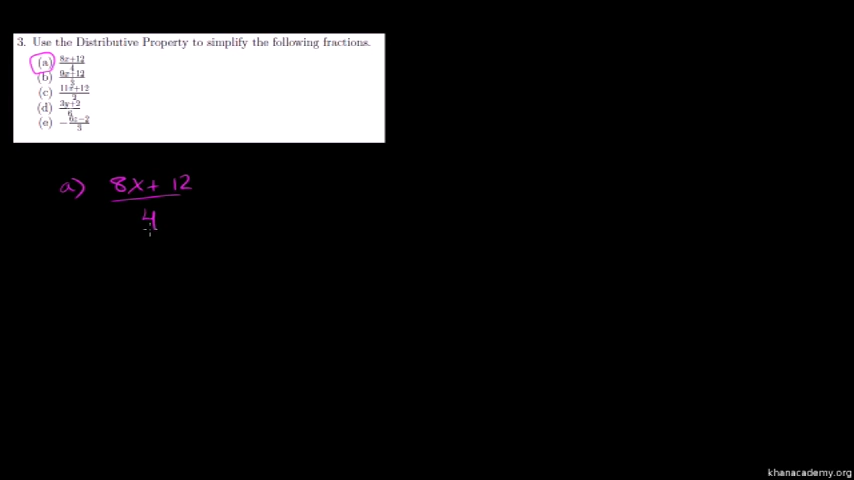 3. Use the Distributive Property to simplify the following fractions.
(a) 8x+12/4
(b) 9x+12/3
(c) 11x+12/2
(d) 3y+2/6
(e) −6z−2/3
a) 8x + 12
4
khanacademy.org